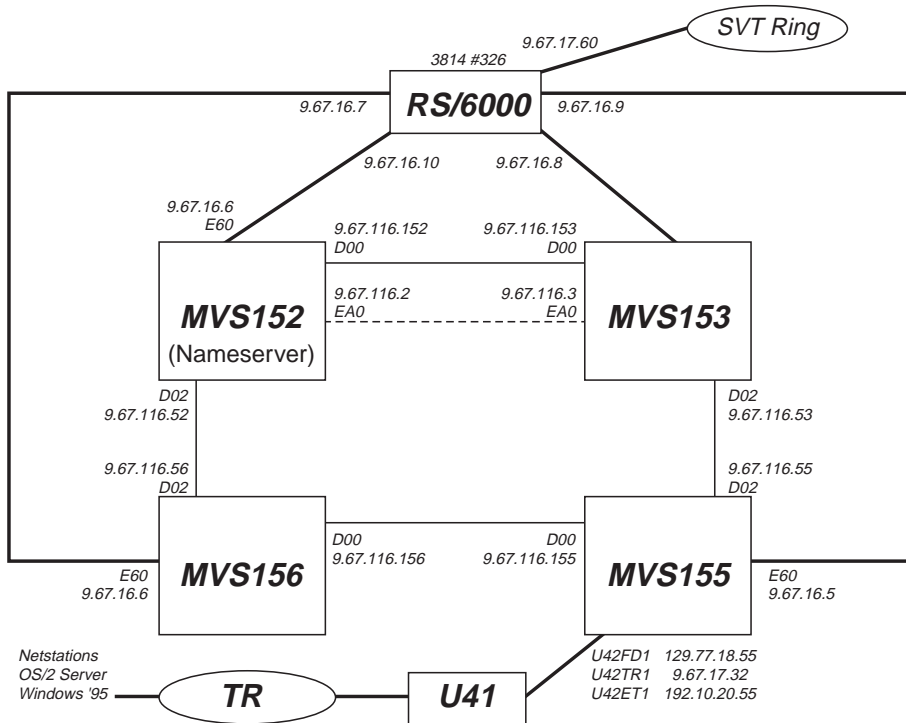 SVT Ring
9.67.17.60
3814 #326
RS/6000
9.67.16.7
9.67.16.9
9.67.16.10
9.67.16.8
9.67.16.6
E60
9.67.116.152
D00
9.67.116.153
D00
MVS152
(Nameserver)
9.67.116.2
EA0
9.67.116.3
EA0
MVS153
D02
9.67.116.52
D02
9.67.116.53
9.67.116.56
D02
9.67.116.55
D02
MVS156
D00
9.67.116.156
D00
9.67.116.155
MVS155
E60
9.67.16.6
E60
9.67.16.5
Netstations
OS/2 Server
Windows '95
TR
U41
U42FD1 129.77.18.55
U42TR1 9.67.17.32
U42ET1 192.10.20.55